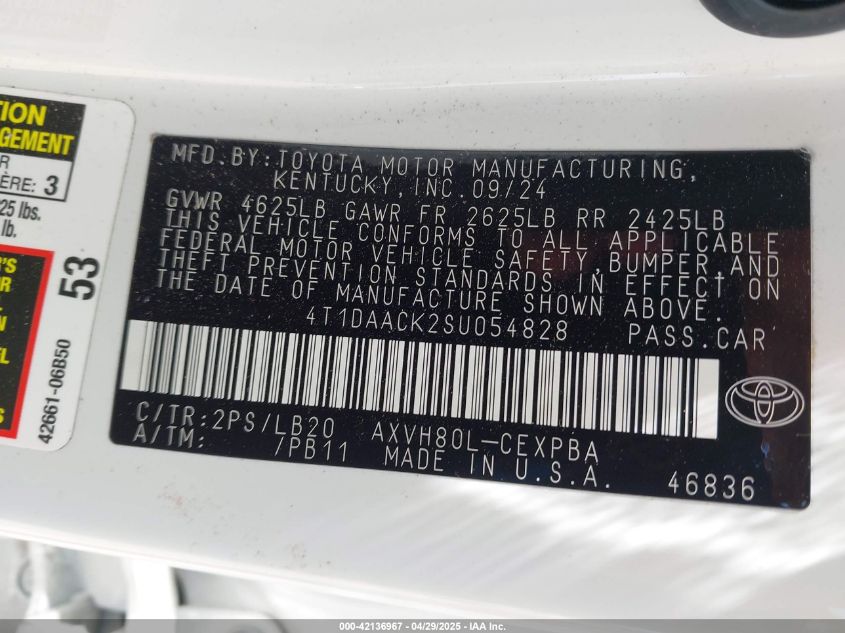 TION
GEMENT
R
ÈRE: 3
25 lbs.
lb.
'S
R
FL
S
53
42661-06B50
MFD.BY:TOYOTA MOTOR MANUFACTURING,
KENTUCKY,INC 09/24
GVWR 4625LB GAWR FR 2625LB RR 2425LB
THIS VEHICLE CONFORMS TO ALL APPLICABLE
FEDERAL MOTOR VEHICLE SAFETY,BUMPER,AND
THEFT PREVENTION STANDARDS IN EFFECT ON
THE DATE OF MANUFACTURE SHOWN ABOVE.
4T1DAACK2SU054828 PASS.CAR
C/TR:2PS/LB20 AXVH80L-CEXPBA
A/TM: /PB11 MADE IN U.S.A.
46836
000-42136967 | 04/29/2025 | IAA Inc.